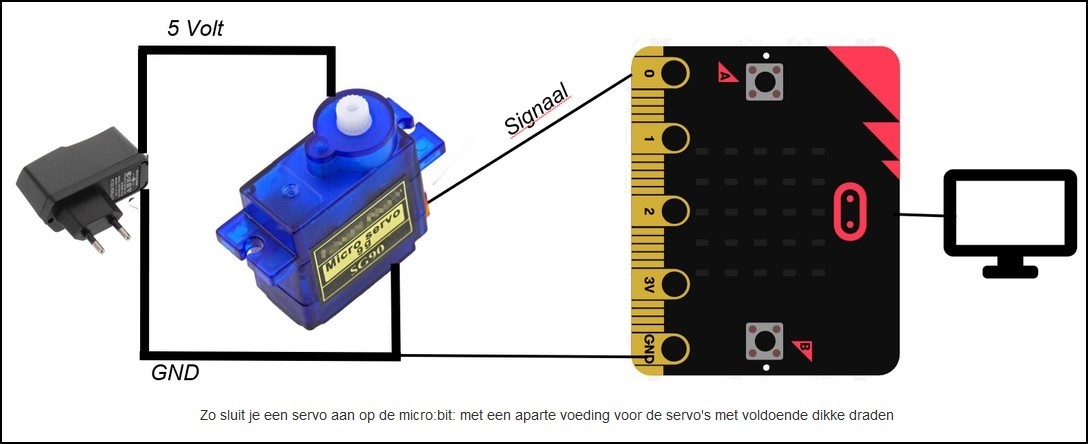 5 Volt
Signaal
GND
Micro servo
9g
SG90
0
1
2
3V
GND
A
B
Zo sluit je een servo aan op de micro:bit: met een aparte voeding voor de servo's met voldoende dikke draden